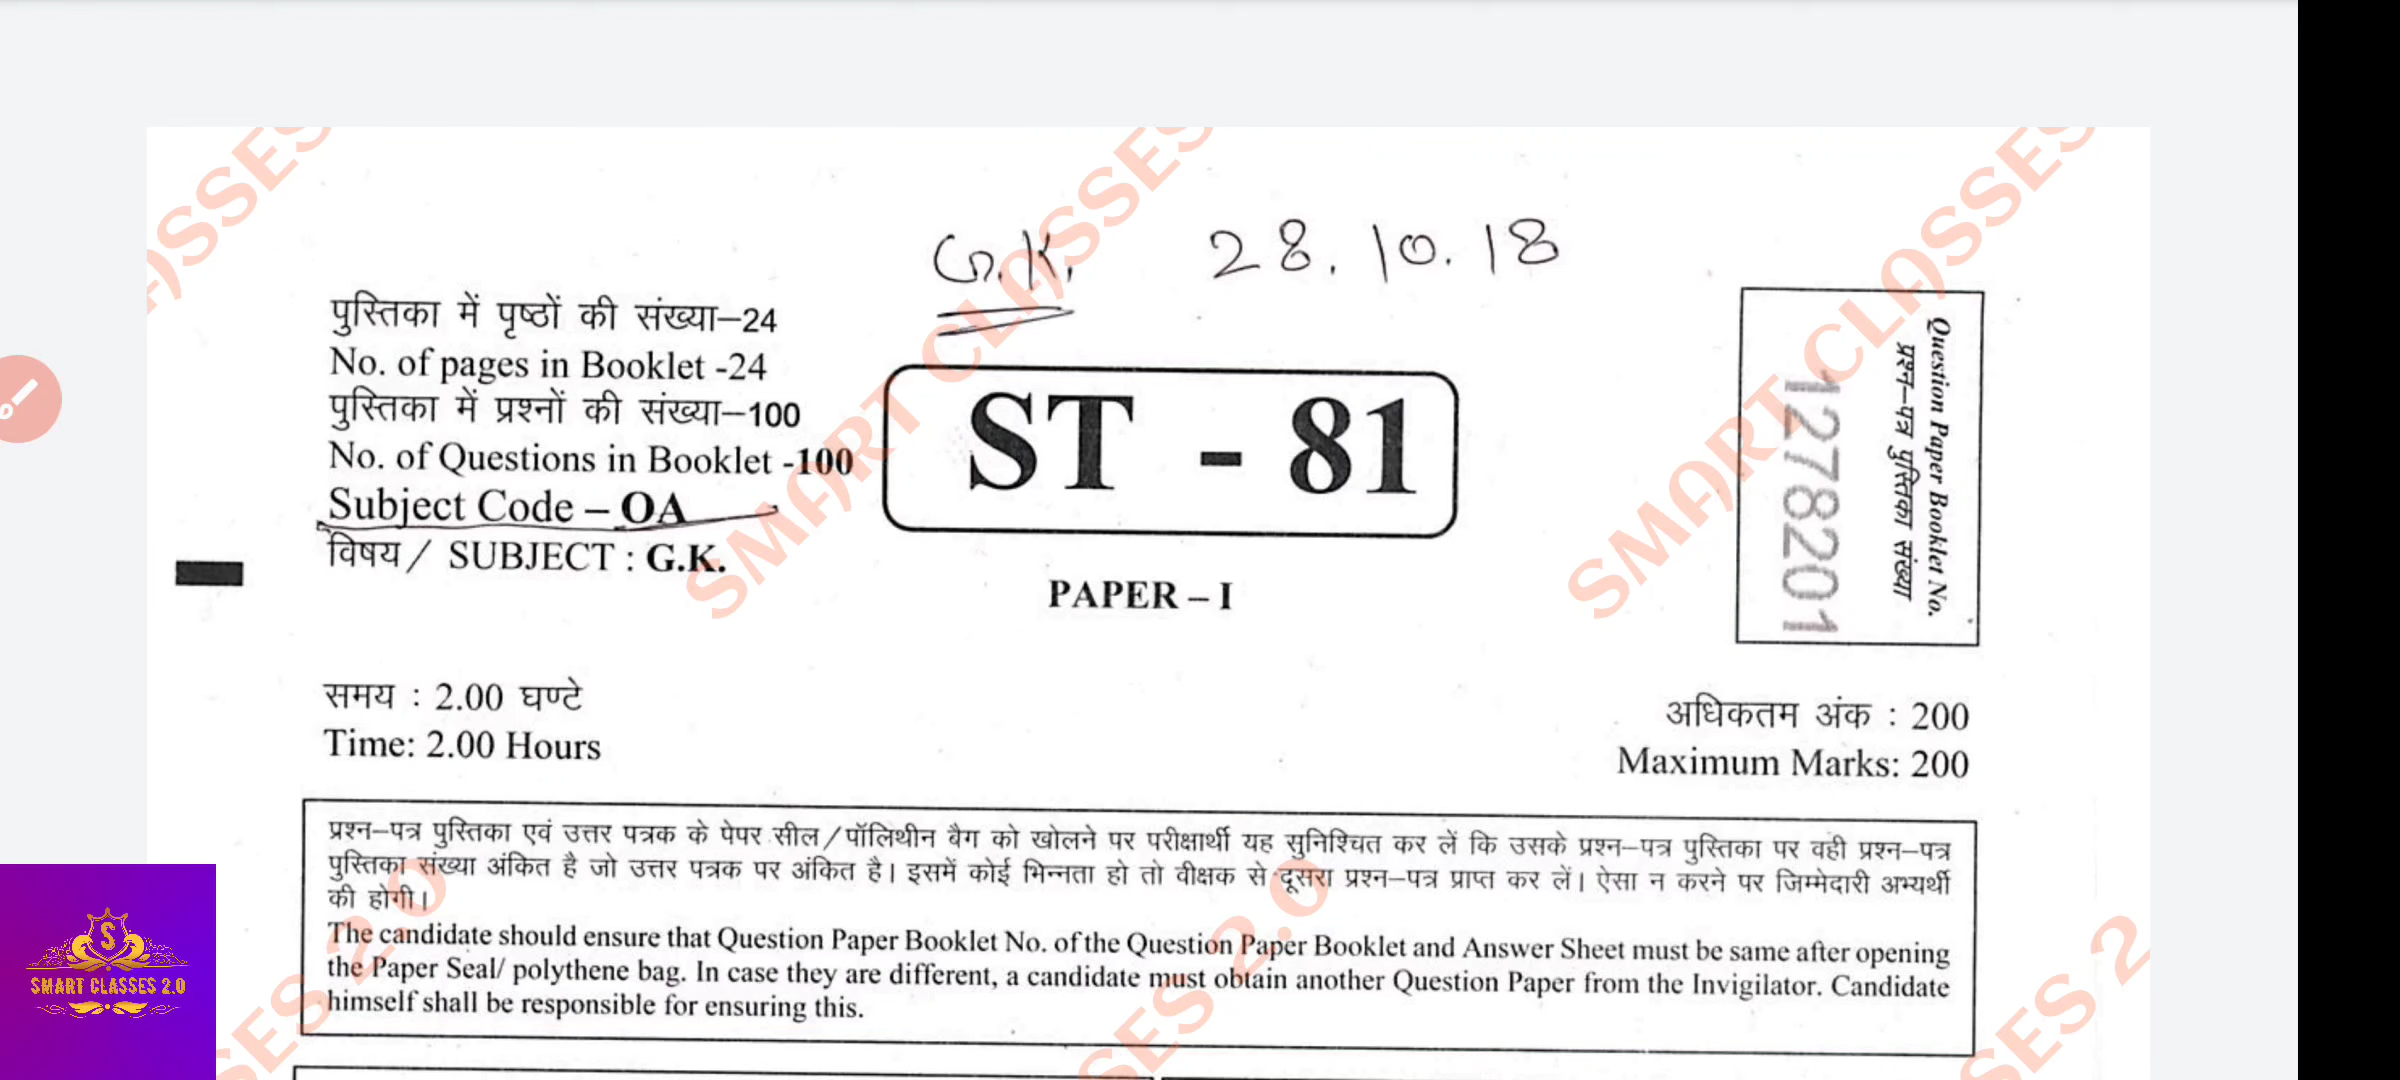 G.K. 28.10.18
पुस्तिका में पृष्ठों की संख्या–24
No. of pages in Booklet -24
पुस्तिका में प्रश्नों की संख्या–100
No. of Questions in Booklet -100
Subject Code – OA
विषय / SUBJECT : G.K.
ST - 81
PAPER – I
Question Paper Booklet No.
प्रश्न–पत्र पुस्तिका संख्या
1278201
समय : 2.00 घण्टे
Time: 2.00 Hours
अधिकतम अंक : 200
Maximum Marks: 200
प्रश्न–पत्र पुस्तिका एवं उत्तर पत्रक के पेपर सील/पॉलिथीन बैग को खोलने पर परीक्षार्थी यह सुनिश्चित कर लें कि उसके प्रश्न–पत्र पुस्तिका पर वही प्रश्न–पत्र
पुस्तिका संख्या अंकित है जो उत्तर पत्रक पर अंकित है। इसमें कोई भिन्नता हो तो वीक्षक से दूसरा प्रश्न–पत्र प्राप्त कर लें। ऐसा न करने पर जिम्मेदारी अभ्यर्थी
की होगी।
The candidate should ensure that Question Paper Booklet No. of the Question Paper Booklet and Answer Sheet must be same after opening
the Paper Seal/ polythene bag. In case they are different, a candidate must obtain another Question Paper from the Invigilator. Candidate
himself shall be responsible for ensuring this.
SMART CLASSES 2.0
SMART CLASSES 2.0
S
SMART CLASSES 2.0